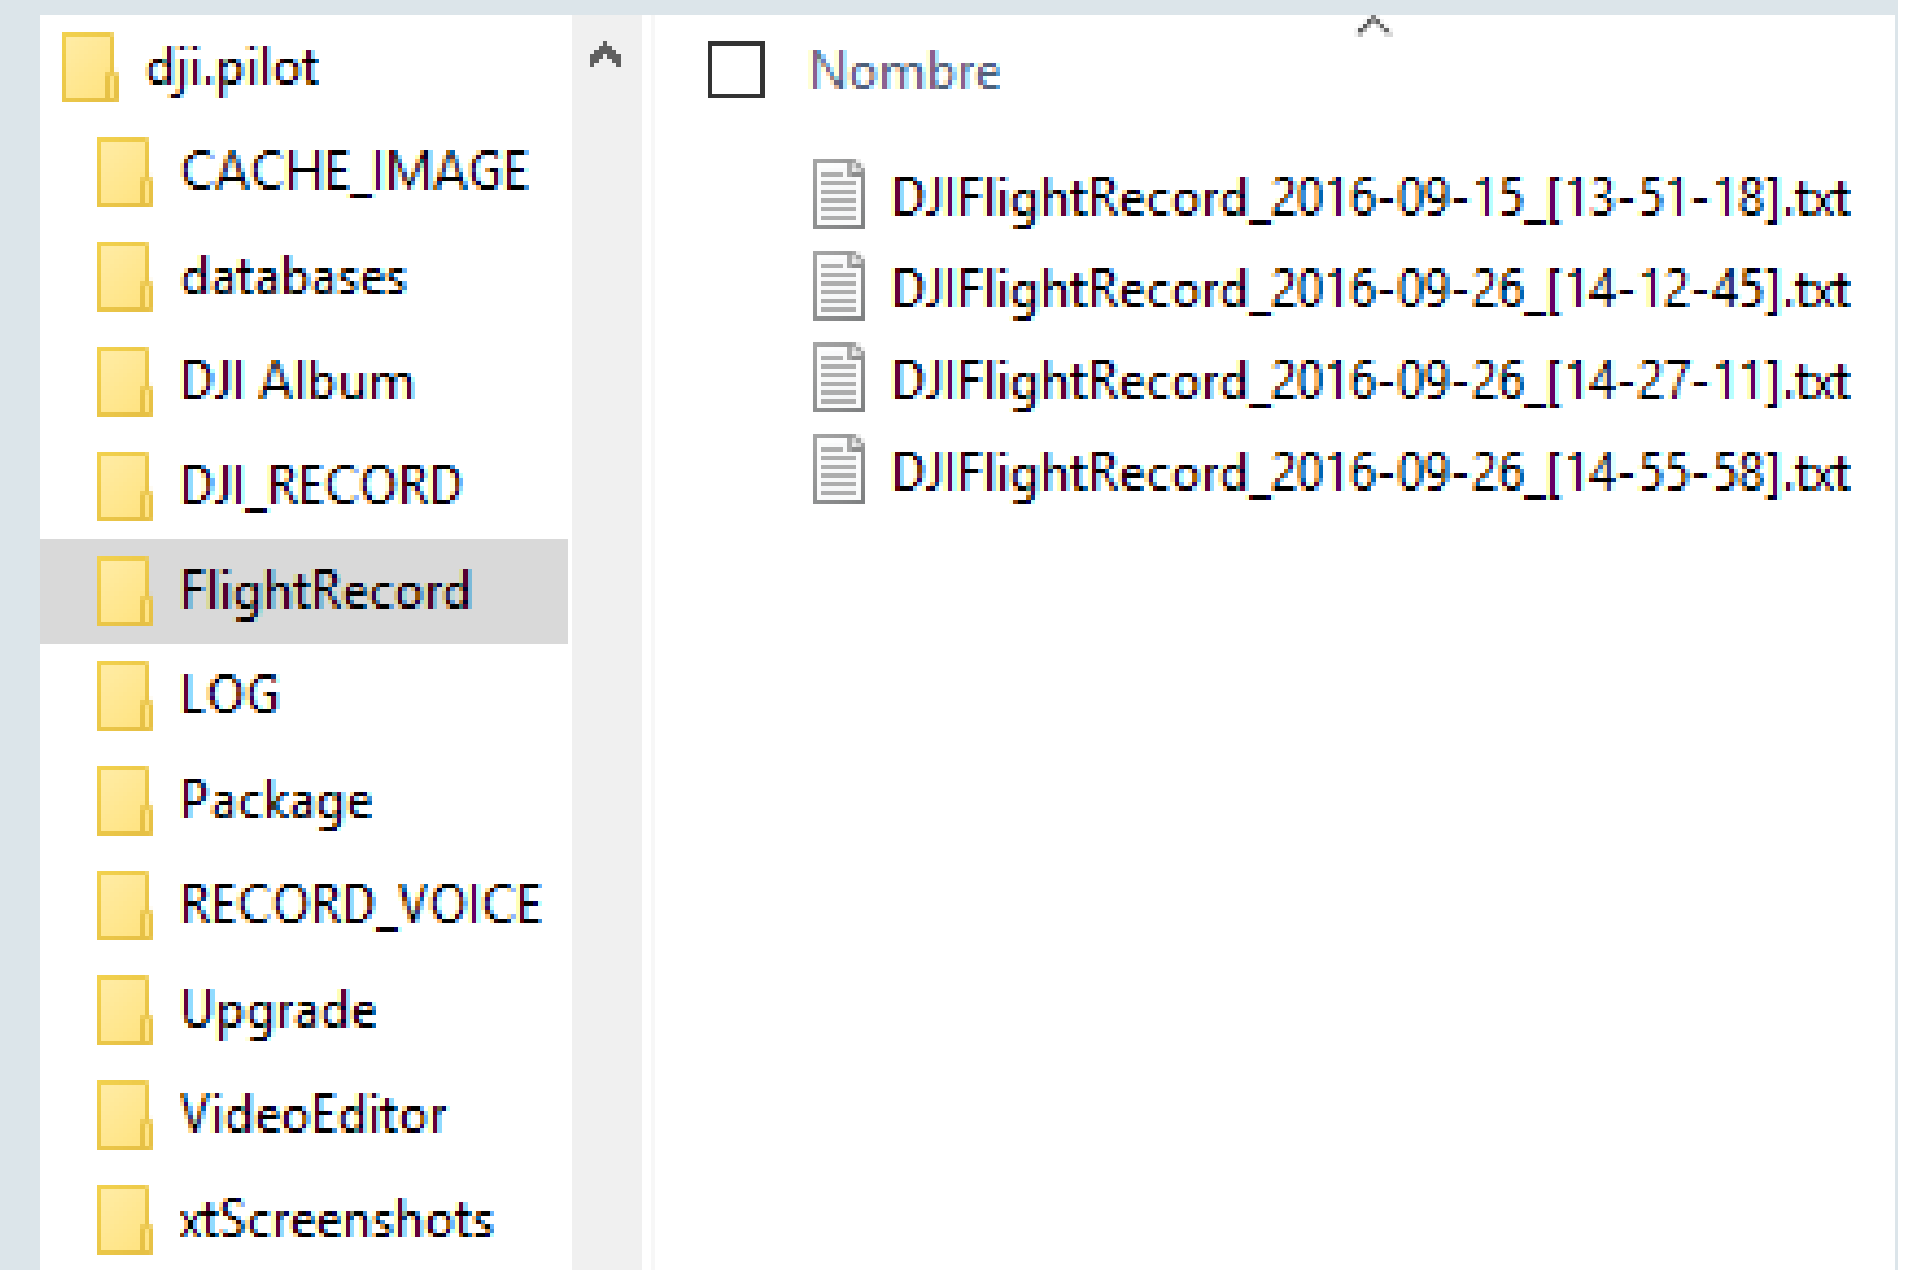 dji.pilot
CACHE_IMAGE
databases
DJI Album
DJI_RECORD
FlightRecord
LOG
Package
RECORD_VOICE
Upgrade
VideoEditor
xtScreenshots
Nombre
DJIFlightRecord_2016-09-15_[13-51-18].txt
DJIFlightRecord_2016-09-26_[14-12-45].txt
DJIFlightRecord_2016-09-26_[14-27-11].txt
DJIFlightRecord_2016-09-26_[14-55-58].txt